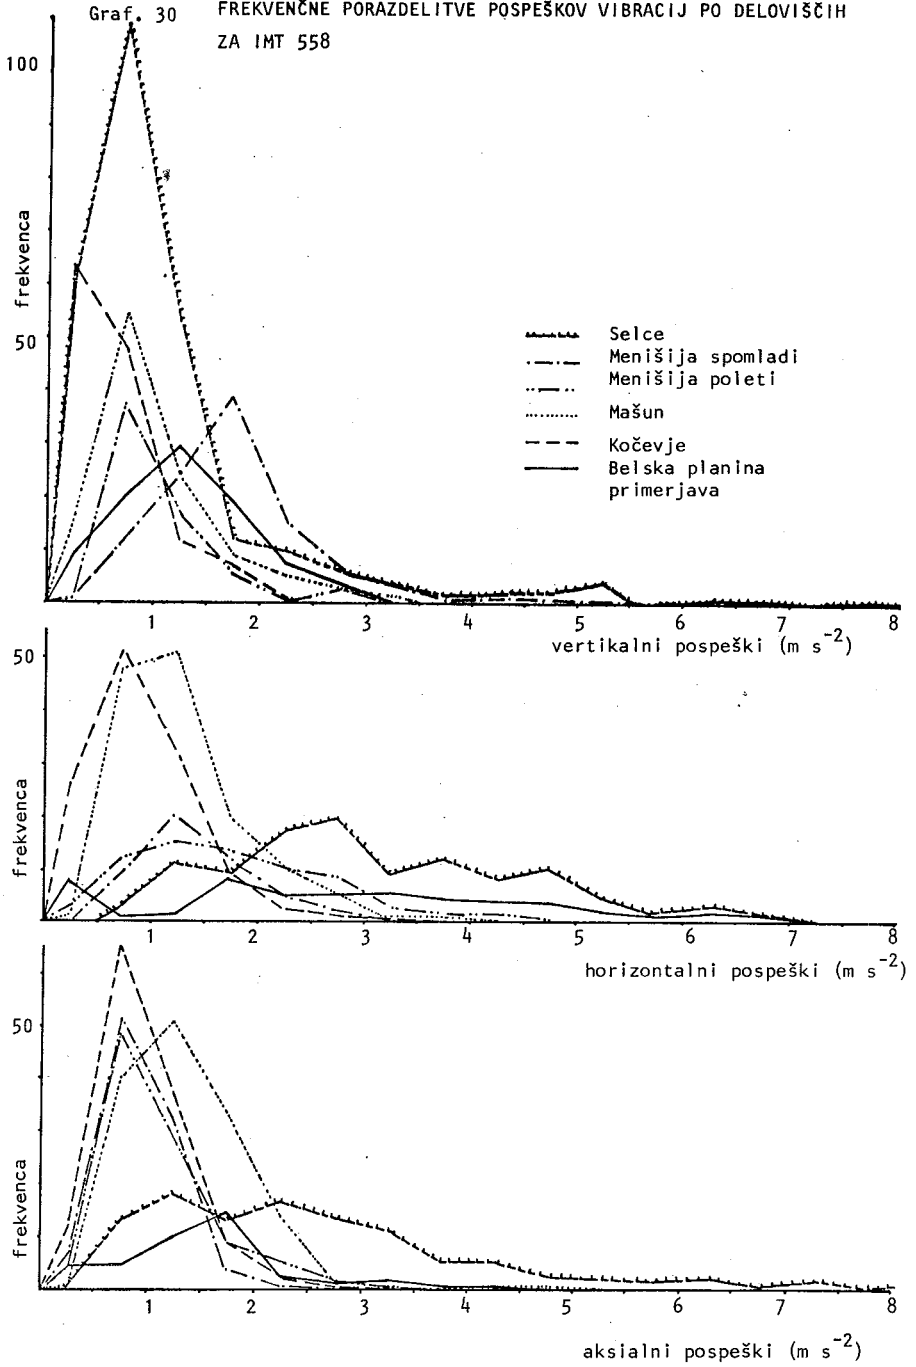 Graf. 30 FREKVENČNE PORAZDELITVE POSPEŠKOV VIBRACIJ PO DELOVIŠČIH
ZA IMT 558
100
50
frekvenca
Selce
Menišija spomladi
Menišija poleti
Mašun
Kočevje
Belska planina
primerjava
1 2 3 4 5 6 7 8
vertikalni pospeški (m s⁻²)
50
frekvenca
1 2 3 4 5 6 7 8
horizontalni pospeški (m s⁻²)
50
frekvenca
1 2 3 4 5 6 7 8
aksialni pospeški (m s⁻²)